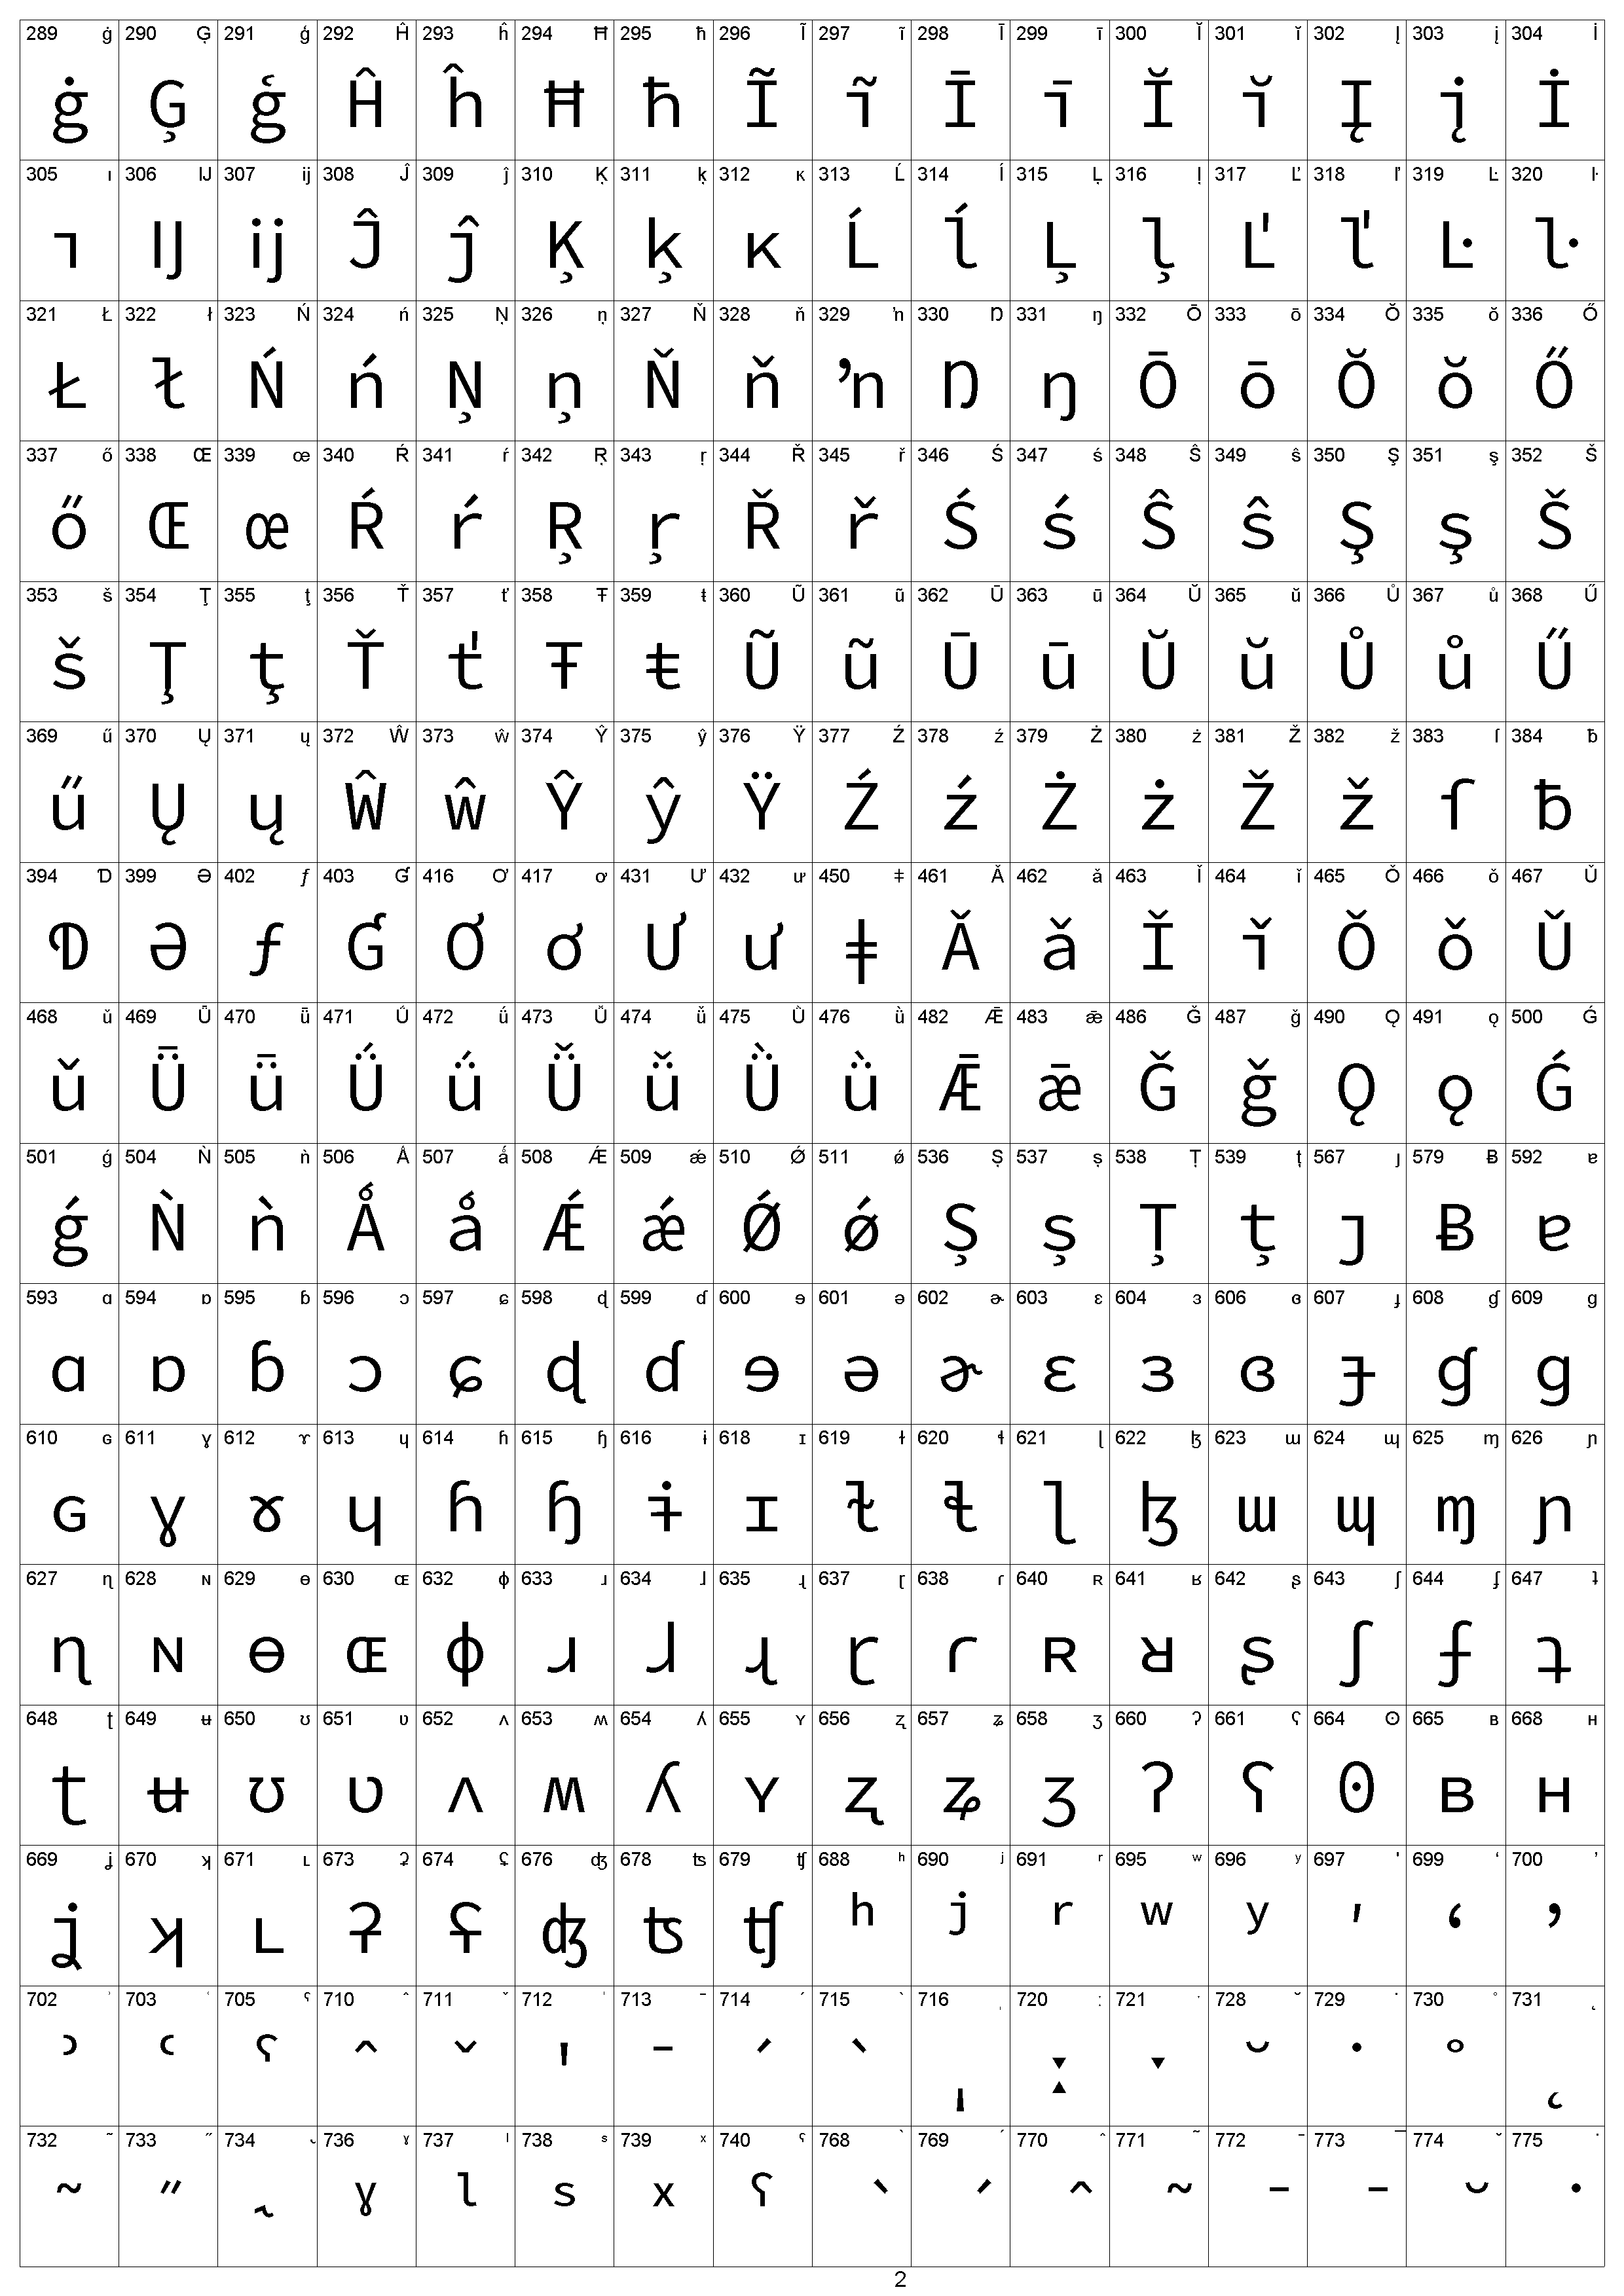 289 ġ 290 Ģ 291 ģ 292 Ĥ 293 ĥ 294 Ħ 295 ħ 296 Ĩ 297 ĩ 298 Ī 299 ī 300 Ĭ 301 ĭ 302 Į 303 į 304 İ
ġ Ģ ģ Ĥ ĥ Ħ ħ Ĩ ĩ Ī ī Ĭ ĭ Į į İ
305 ı 306 IJ 307 ij 308 Ĵ 309 ĵ 310 Ķ 311 ķ 312 ĸ 313 Ĺ 314 ĺ 315 Ļ 316 ļ 317 Ľ 318 ľ 319 Ŀ 320 ŀ
ı IJ ij Ĵ ĵ Ķ ķ ĸ Ĺ ĺ Ļ ļ Ľ ľ Ŀ ŀ
321 Ł 322 ł 323 Ń 324 ń 325 Ņ 326 ņ 327 Ň 328 ň 329 ŉ 330 Ŋ 331 ŋ 332 Ō 333 ō 334 Ŏ 335 ŏ 336 Ő
Ł ł Ń ń Ņ ņ Ň ň ŉ Ŋ ŋ Ō ō Ŏ ŏ Ő
337 ő 338 Œ 339 œ 340 Ŕ 341 ŕ 342 Ŗ 343 ŗ 344 Ř 345 ř 346 Ś 347 ś 348 Ŝ 349 ŝ 350 Ş 351 ş 352 Š
ő Œ œ Ŕ ŕ Ŗ ŗ Ř ř Ś ś Ŝ ŝ Ş ş Š
353 š 354 Ţ 355 ţ 356 Ť 357 ť 358 Ŧ 359 ŧ 360 Ũ 361 ũ 362 Ū 363 ū 364 Ŭ 365 ŭ 366 Ů 367 ů 368 Ű
š Ţ ţ Ť ť Ŧ ŧ Ũ ũ Ū ū Ŭ ŭ Ů ů Ű
369 ű 370 Ų 371 ų 372 Ŵ 373 ŵ 374 Ŷ 375 ŷ 376 Ÿ 377 Ź 378 ź 379 Ż 380 ż 381 Ž 382 ž 383 ſ 384 ƀ
ű Ų ų Ŵ ŵ Ŷ ŷ Ÿ Ź ź Ż ż Ž ž ſ ƀ
394 Ɗ 399 Ə 402 ƒ 403 Ɠ 416 Ơ 417 ơ 431 Ư 432 ư 450 ǂ 461 Ǎ 462 ǎ 463 Ǐ 464 ǐ 465 Ǒ 466 ǒ 467 Ǔ
Ɗ Ə ƒ Ɠ Ơ ơ Ư ư ǂ Ǎ ǎ Ǐ ǐ Ǒ ǒ Ǔ
468 ǔ 469 Ǖ 470 ǖ 471 Ǘ 472 ǘ 473 Ǚ 474 ǚ 475 Ǜ 476 ǜ 482 Ǣ 483 ǣ 486 Ǧ 487 ǧ 490 Ǫ 491 ǫ 500 Ǵ
ǔ Ǖ ǖ Ǘ ǘ Ǚ ǚ Ǜ ǜ Ǣ ǣ Ǧ ǧ Ǫ ǫ Ǵ
501 ǵ 504 Ǹ 505 ǹ 506 Ǻ 507 ǻ 508 Ǽ 509 ǽ 510 Ǿ 511 ǿ 536 Ș 537 ș 538 Ț 539 ț 567 ȷ 579 Ƀ 592 ɐ
ǵ Ǹ ǹ Ǻ ǻ Ǽ ǽ Ǿ ǿ Ș ș Ț ț ȷ Ƀ ɐ
593 ɑ 594 ɒ 595 ɓ 596 ɔ 597 ɕ 598 ɖ 599 ɗ 600 ɘ 601 ə 602 ɚ 603 ɛ 604 ɜ 606 ɞ 607 ɟ 608 ɠ 609 ɡ
ɑ ɒ ɓ ɔ ɕ ɖ ɗ ɘ ə ɚ ɛ ɜ ɞ ɟ ɠ ɡ
610 ɢ 611 ɣ 612 ɤ 613 ɥ 614 ɦ 615 ɧ 616 ɨ 618 ɪ 619 ɫ 620 ɬ 621 ɭ 622 ɮ 623 ɯ 624 ɰ 625 ɱ 626 ɲ
ɢ ɣ ɤ ɥ ɦ ɧ ɨ ɪ ɫ ɬ ɭ ɮ ɯ ɰ ɱ ɲ
627 ɳ 628 ɴ 629 ɵ 630 ɶ 632 ɸ 633 ɹ 634 ɺ 635 ɻ 637 ɽ 638 ɾ 640 ʀ 641 ʁ 642 ʂ 643 ʃ 644 ʄ 647 ʇ
ɳ ɴ ɵ ɶ ɸ ɹ ɺ ɻ ɽ ɾ ʀ ʁ ʂ ʃ ʄ ʇ
648 ʈ 649 ʉ 650 ʊ 651 ʋ 652 ʌ 653 ʍ 654 ʎ 655 ʏ 656 ʐ 657 ʑ 658 ʒ 660 ʔ 661 ʕ 664 ʘ 665 ʙ 668 ʜ
ʈ ʉ ʊ ʋ ʌ ʍ ʎ ʏ ʐ ʑ ʒ ʔ ʕ ʘ ʙ ʜ
669 ʝ 670 ʞ 671 ʟ 673 ʡ 674 ʢ 676 ʤ 678 ʦ 679 ʧ 688 ʰ 690 ʲ 691 ʳ 695 ʷ 696 ʸ 697 ʹ 699 ʻ 700 ʼ
ʝ ʞ ʟ ʡ ʢ ʤ ʦ ʧ ʰ ʲ ʳ ʷ ʸ ʹ ʻ ʼ
702 ʾ 703 ʿ 705 ˁ 710 ˆ 711 ˇ 712 ˈ 713 ˉ 714 ˊ 715 ˋ 716 ˌ 720 ː 721 ˑ 728 ˘ 729 ˙ 730 ˚ 731 ˛
ʾ ʿ ˁ ˆ ˇ ˈ ˉ ˊ ˋ ˌ ː ˑ ˘ ˙ ˚ ˛
732 ˜ 733 ˝ 734 ˞ 736 ˠ 737 ˡ 738 ˢ 739 ˣ 740 ˤ 768 ̀ 769 ́ 770 ̂ 771 ̃ 772 ̄ 773 ̅ 774 ̆ 775 ̇
˜ ˝ ˞ ˠ ˡ ˢ ˣ ˤ ̀ ́ ̂ ̃ ̄ ̅ ̆ ̇
2